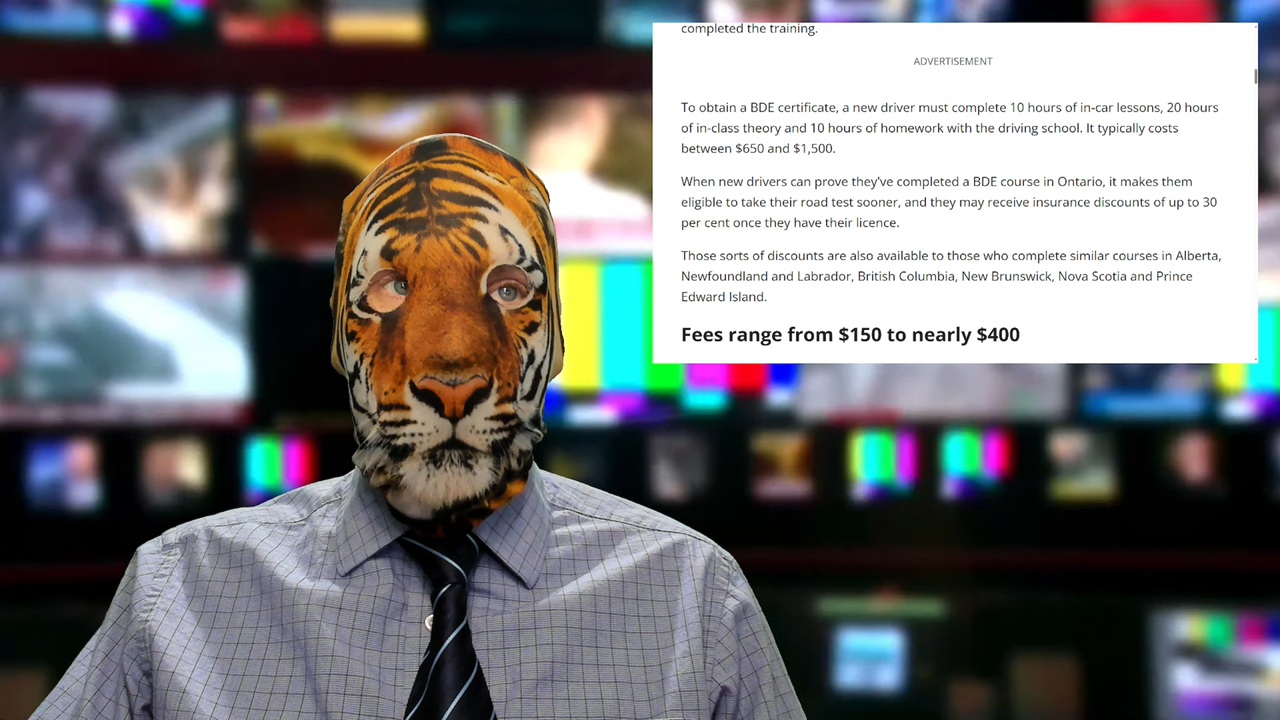 completed the training.
ADVERTISEMENT
To obtain a BDE certificate, a new driver must complete 10 hours of in-car lessons, 20 hours
of in-class theory and 10 hours of homework with the driving school. It typically costs
between $650 and $1,500.
When new drivers can prove they've completed a BDE course in Ontario, it makes them
eligible to take their road test sooner, and they may receive insurance discounts of up to 30
per cent once they have their licence.
Those sorts of discounts are also available to those who complete similar courses in Alberta,
Newfoundland and Labrador, British Columbia, New Brunswick, Nova Scotia and Prince
Edward Island.
Fees range from $150 to nearly $400